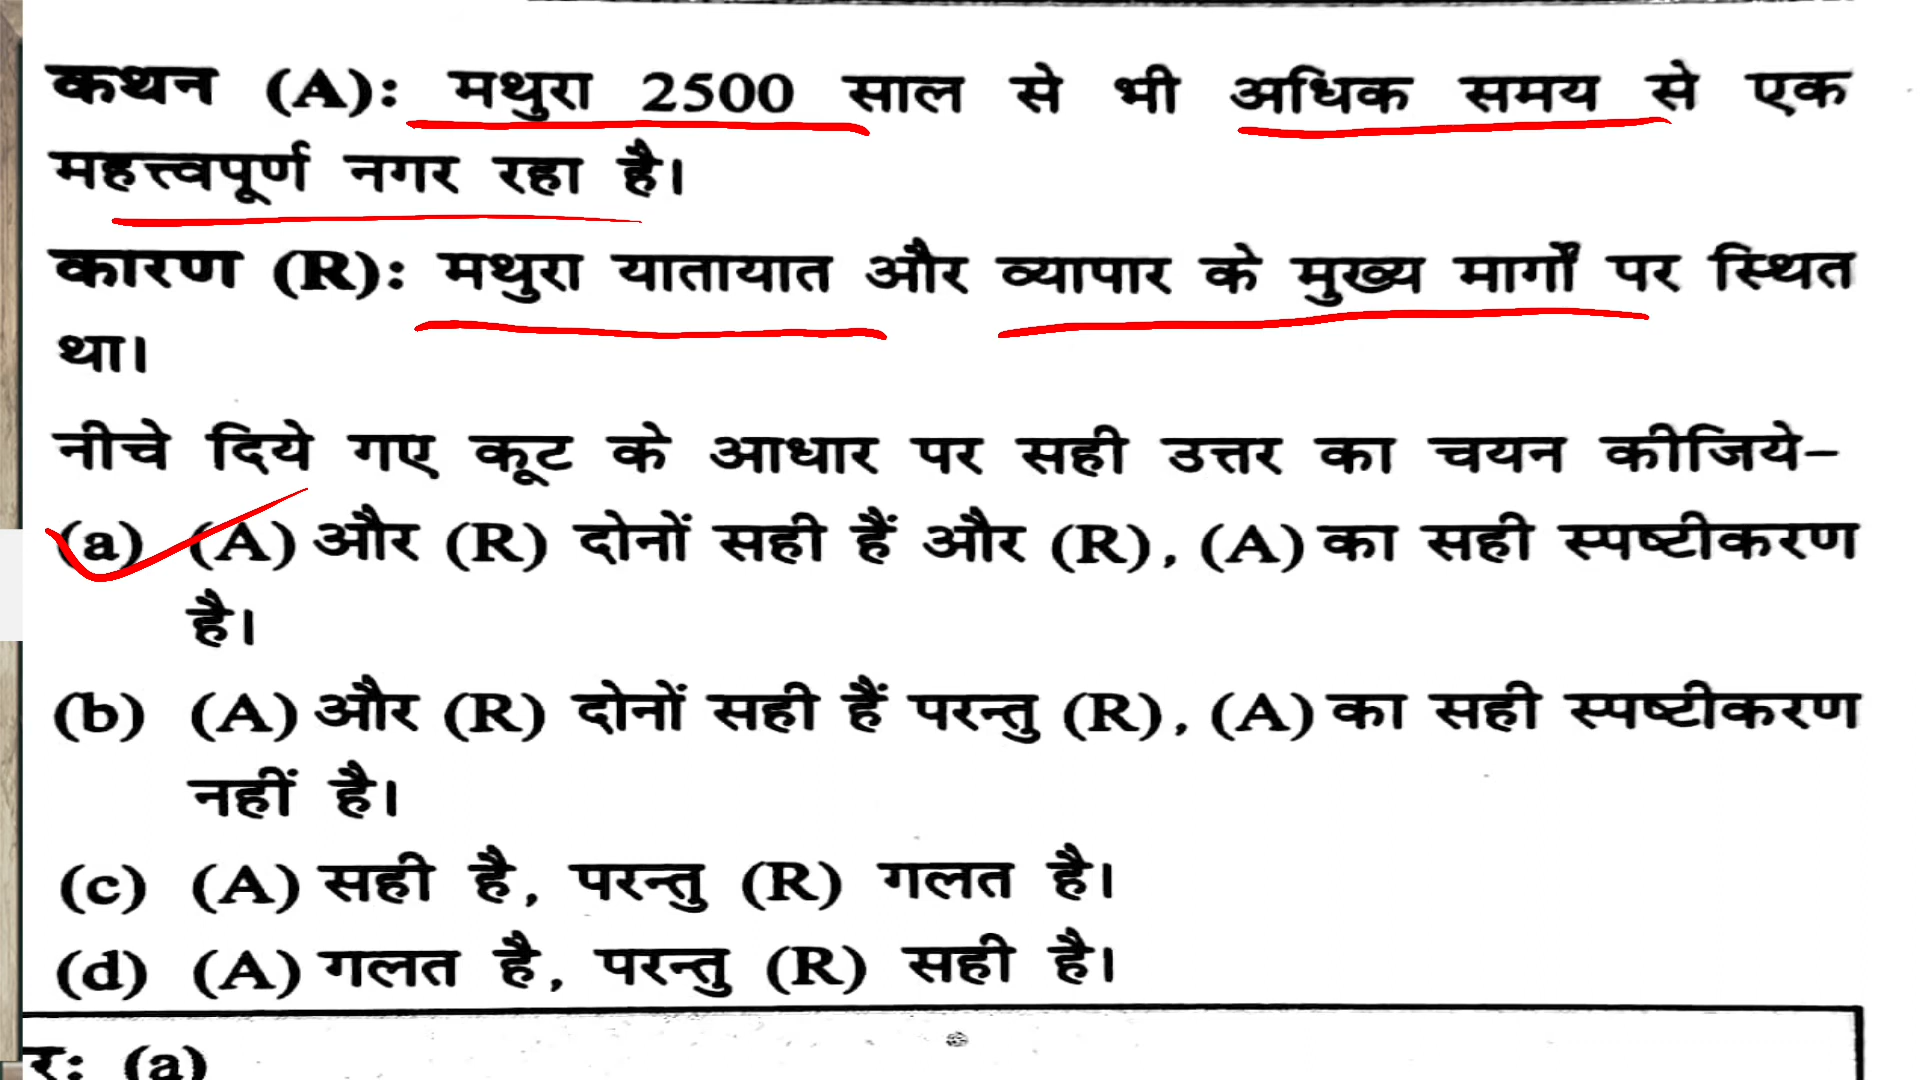 कथन (A): मथुरा 2500 साल से भी अधिक समय से एक
महत्त्वपूर्ण नगर रहा है।
कारण (R): मथुरा यातायात और व्यापार के मुख्य मार्गों पर स्थित
था।
नीचे दिये गए कूट के आधार पर सही उत्तर का चयन कीजिये–
(a) (A) और (R) दोनों सही हैं और (R), (A) का सही स्पष्टीकरण
है।
(b) (A) और (R) दोनों सही हैं परन्तु (R), (A) का सही स्पष्टीकरण
नहीं है।
(c) (A) सही है, परन्तु (R) गलत है।
(d) (A) गलत है, परन्तु (R) सही है।
रः (a)